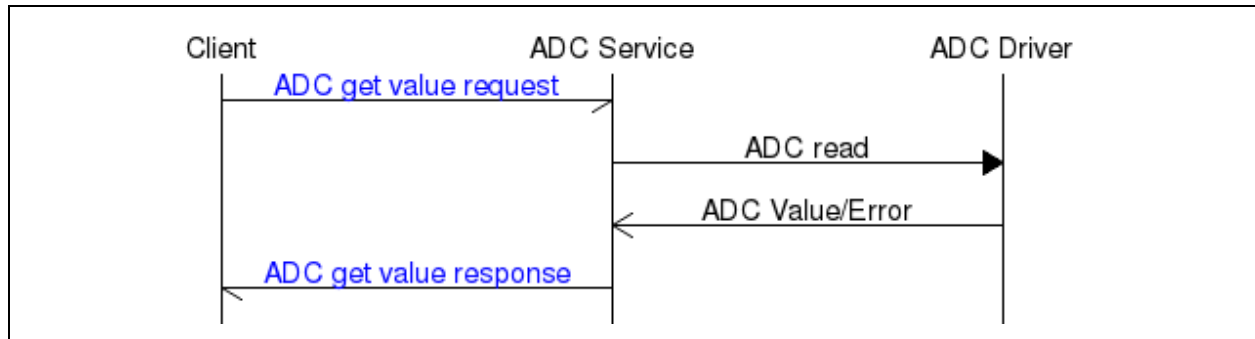 Client
ADC Service
ADC Driver
ADC get value request
ADC read
ADC Value/Error
ADC get value response